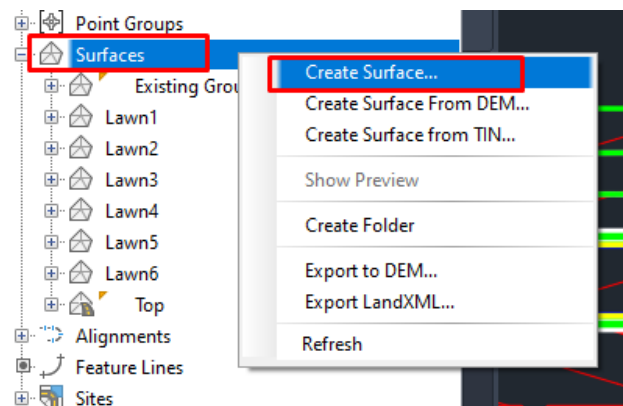 Point Groups
Surfaces
Existing Grou
Lawn1
Lawn2
Lawn3
Lawn4
Lawn5
Lawn6
Top
Alignments
Feature Lines
Sites
Create Surface...
Create Surface From DEM...
Create Surface from TIN...
Show Preview
Create Folder
Export to DEM...
Export LandXML...
Refresh